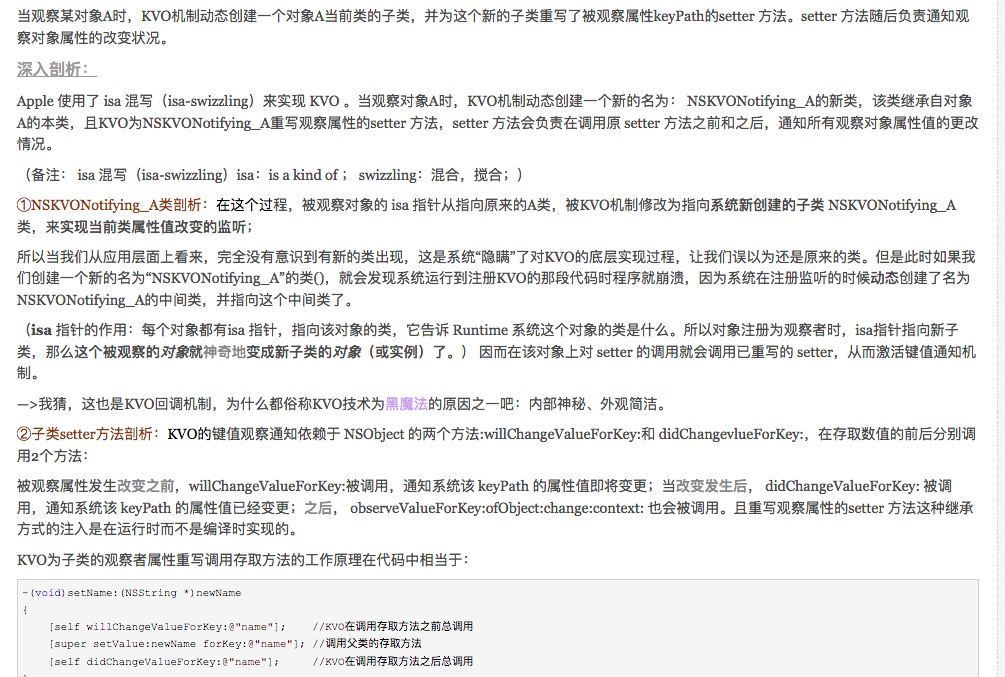 当观察某对象A时，KVO机制动态创建一个对象A当前类的子类，并为这个新的子类重写了被观察属性keyPath的setter 方法。setter 方法随后负责通知观
察对象属性的改变状况。
深入剖析：
Apple 使用了 isa 混写（isa-swizzling）来实现 KVO 。当观察对象A时，KVO机制动态创建一个新的名为： NSKVONotifying_A的新类，该类继承自对象
A的本类，且KVO为NSKVONotifying_A重写观察属性的setter 方法，setter 方法会负责在调用原 setter 方法之前和之后，通知所有观察对象属性值的更改
情况。
（备注： isa 混写（isa-swizzling）isa：is a kind of ； swizzling：混合，搅合；）
①NSKVONotifying_A类剖析：在这个过程，被观察对象的 isa 指针从指向原来的A类，被KVO机制修改为指向系统新创建的子类 NSKVONotifying_A
类，来实现当前类属性值改变的监听；
所以当我们从应用层面上看来，完全没有意识到有新的类出现，这是系统“隐瞒”了对KVO的底层实现过程，让我们误以为还是原来的类。但是此时如果我
们创建一个新的名为“NSKVONotifying_A”的类()，就会发现系统运行到注册KVO的那段代码时程序就崩溃，因为系统在注册监听的时候动态创建了名为
NSKVONotifying_A的中间类，并指向这个中间类了。
（isa 指针的作用：每个对象都有isa 指针，指向该对象的类，它告诉 Runtime 系统这个对象的类是什么。所以对象注册为观察者时，isa指针指向新子
类，那么这个被观察的对象就神奇地变成新子类的对象（或实例）了。） 因而在该对象上对 setter 的调用就会调用已重写的 setter，从而激活键值通知机
制。
—>我猜，这也是KVO回调机制，为什么都俗称KVO技术为黑魔法的原因之一吧：内部神秘、外观简洁。
②子类setter方法剖析：KVO的键值观察通知依赖于 NSObject 的两个方法:willChangeValueForKey:和 didChangevlueForKey:，在存取数值的前后分别调
用2个方法：
被观察属性发生改变之前，willChangeValueForKey:被调用，通知系统该 keyPath 的属性值即将变更；当改变发生后， didChangeValueForKey: 被调
用，通知系统该 keyPath 的属性值已经变更；之后， observeValueForKey:ofObject:change:context: 也会被调用。且重写观察属性的setter 方法这种继承
方式的注入是在运行时而不是编译时实现的。
KVO为子类的观察者属性重写调用存取方法的工作原理在代码中相当于：
-(void)setName:(NSString *)newName
{
[self willChangeValueForKey:@"name"]; //KVO在调用存取方法之前总调用
[super setValue:newName forKey:@"name"]; //调用父类的存取方法
[self didChangeValueForKey:@"name"]; //KVO在调用存取方法之后总调用